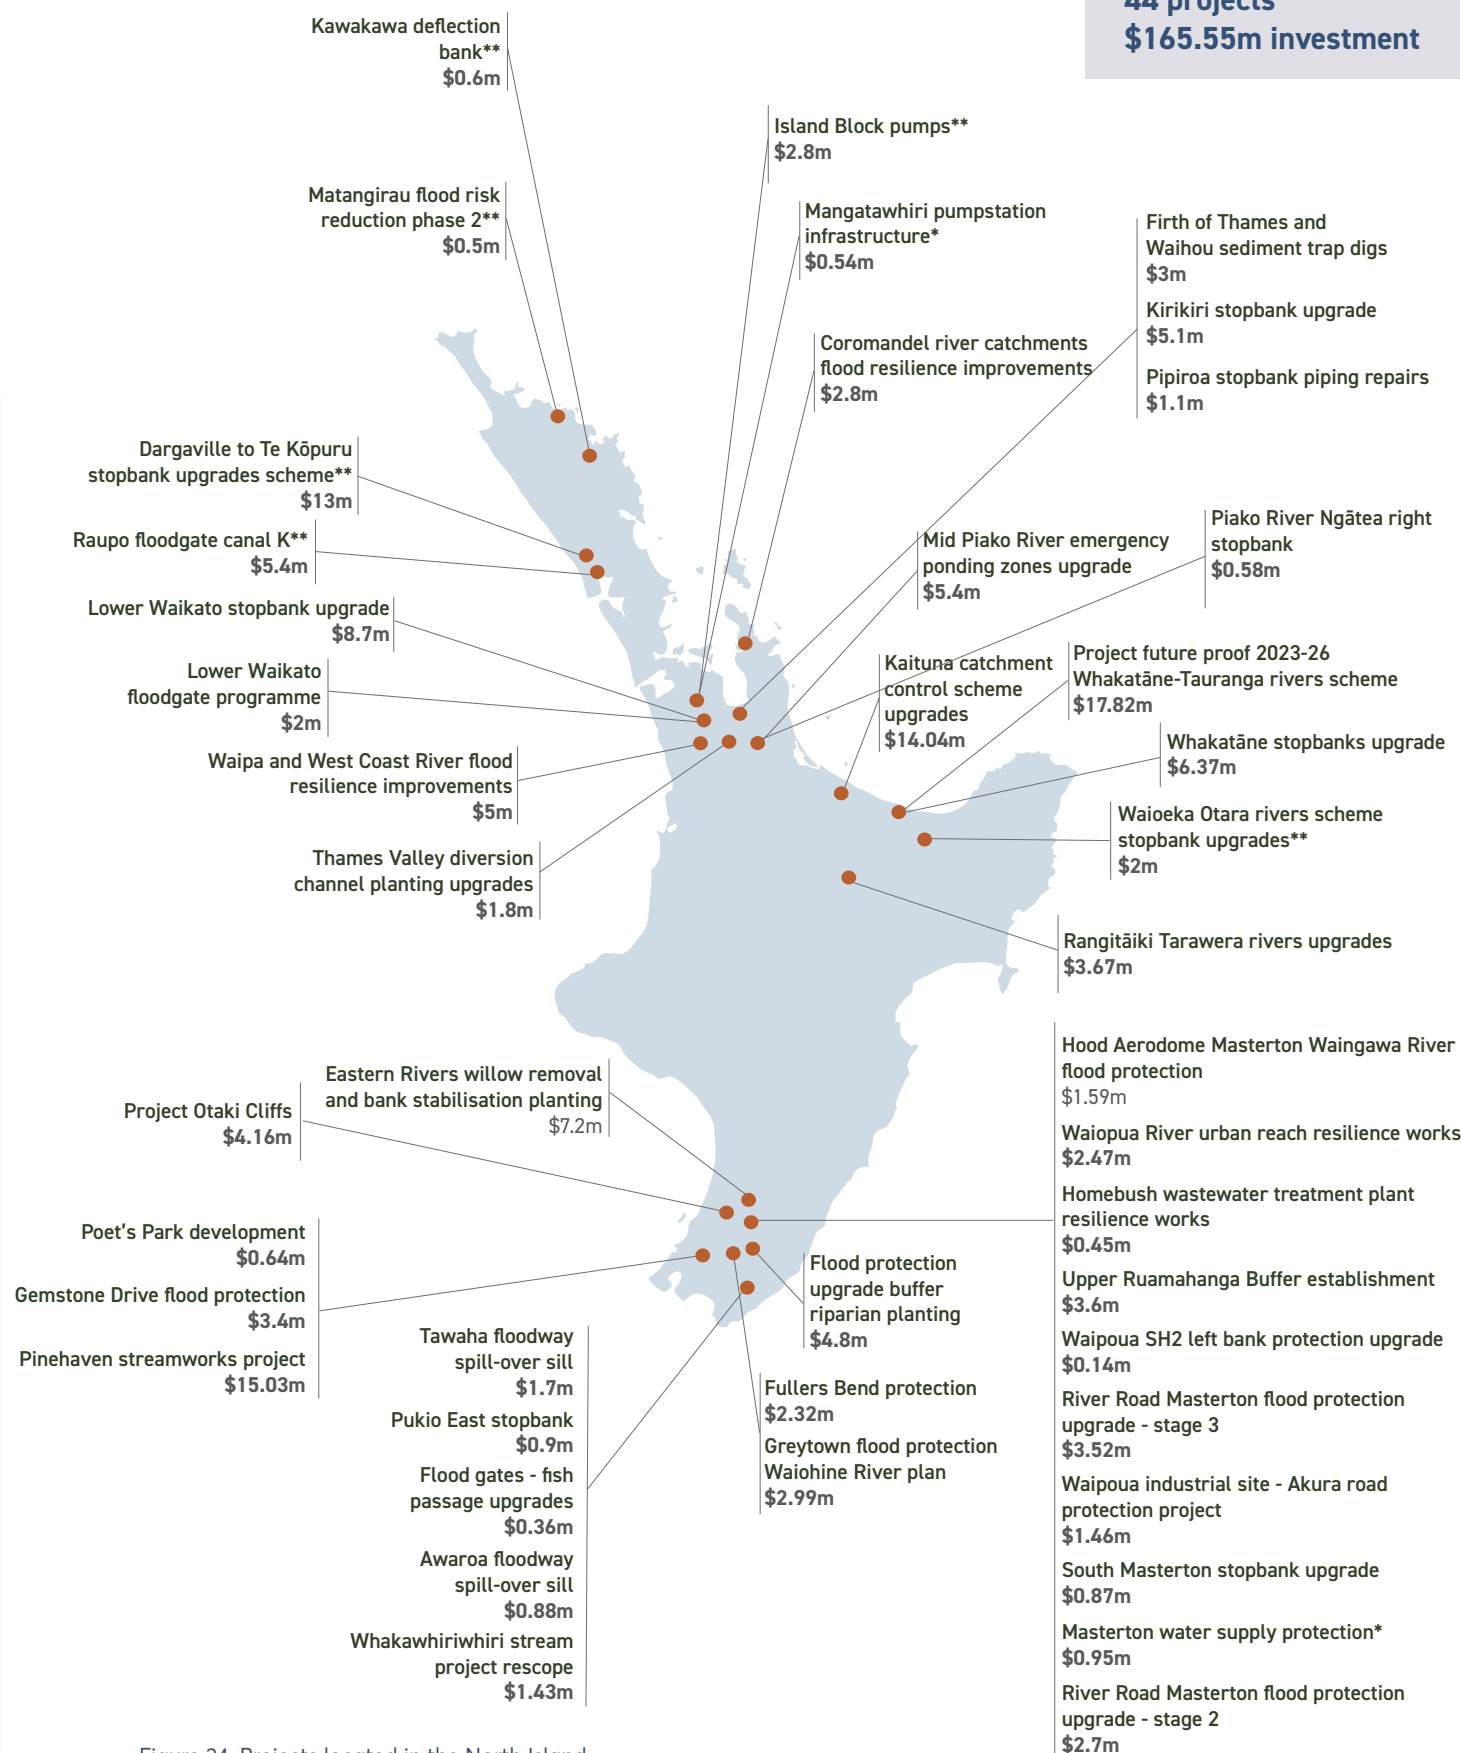 44 projects
$165.55m investment
Kawakawa deflection
bank**
$0.6m
Island Block pumps**
$2.8m
Matangirau flood risk
reduction phase 2**
$0.5m
Mangatawhiri pumpstation
infrastructure*
$0.54m
Firth of Thames and
Waihou sediment trap digs
$3m
Kirikiri stopbank upgrade
$5.1m
Pipiroa stopbank piping repairs
$1.1m
Coromandel river catchments
flood resilience improvements
$2.8m
Dargaville to Te Kōpuru
stopbank upgrades scheme**
$13m
Raupo floodgate canal K**
$5.4m
Mid Piako River emergency
ponding zones upgrade
$5.4m
Piako River Ngātea right
stopbank
$0.58m
Lower Waikato stopbank upgrade
$8.7m
Lower Waikato
floodgate programme
$2m
Kaituna catchment
control scheme
upgrades
$14.04m
Project future proof 2023-26
Whakatāne-Tauranga rivers scheme
$17.82m
Waipa and West Coast River flood
resilience improvements
$5m
Whakatāne stopbanks upgrade
$6.37m
Waioeka Otara rivers scheme
stopbank upgrades**
$2m
Thames Valley diversion
channel planting upgrades
$1.8m
Rangitāiki Tarawera rivers upgrades
$3.67m
Eastern Rivers willow removal
and bank stabilisation planting
$7.2m
Project Otaki Cliffs
$4.16m
Poet's Park development
$0.64m
Gemstone Drive flood protection
$3.4m
Pinehaven streamworks project
$15.03m
Tawaha floodway
spill-over sill
$1.7m
Pukio East stopbank
$0.9m
Flood gates - fish
passage upgrades
$0.36m
Awaroa floodway
spill-over sill
$0.88m
Whakawhiriwhiri stream
project rescope
$1.43m
Flood protection
upgrade buffer
riparian planting
$4.8m
Fullers Bend protection
$2.32m
Greytown flood protection
Waiohine River plan
$2.99m
Hood Aerodome Masterton Waingawa River
flood protection
$1.59m
Waiopua River urban reach resilience works
$2.47m
Homebush wastewater treatment plant
resilience works
$0.45m
Upper Ruamahanga Buffer establishment
$3.6m
Waipoua SH2 left bank protection upgrade
$0.14m
River Road Masterton flood protection
upgrade - stage 3
$3.52m
Waipoua industrial site - Akura road
protection project
$1.46m
South Masterton stopbank upgrade
$0.87m
Masterton water supply protection*
$0.95m
River Road Masterton flood protection
upgrade - stage 2
$2.7m
Projects located in the North Island